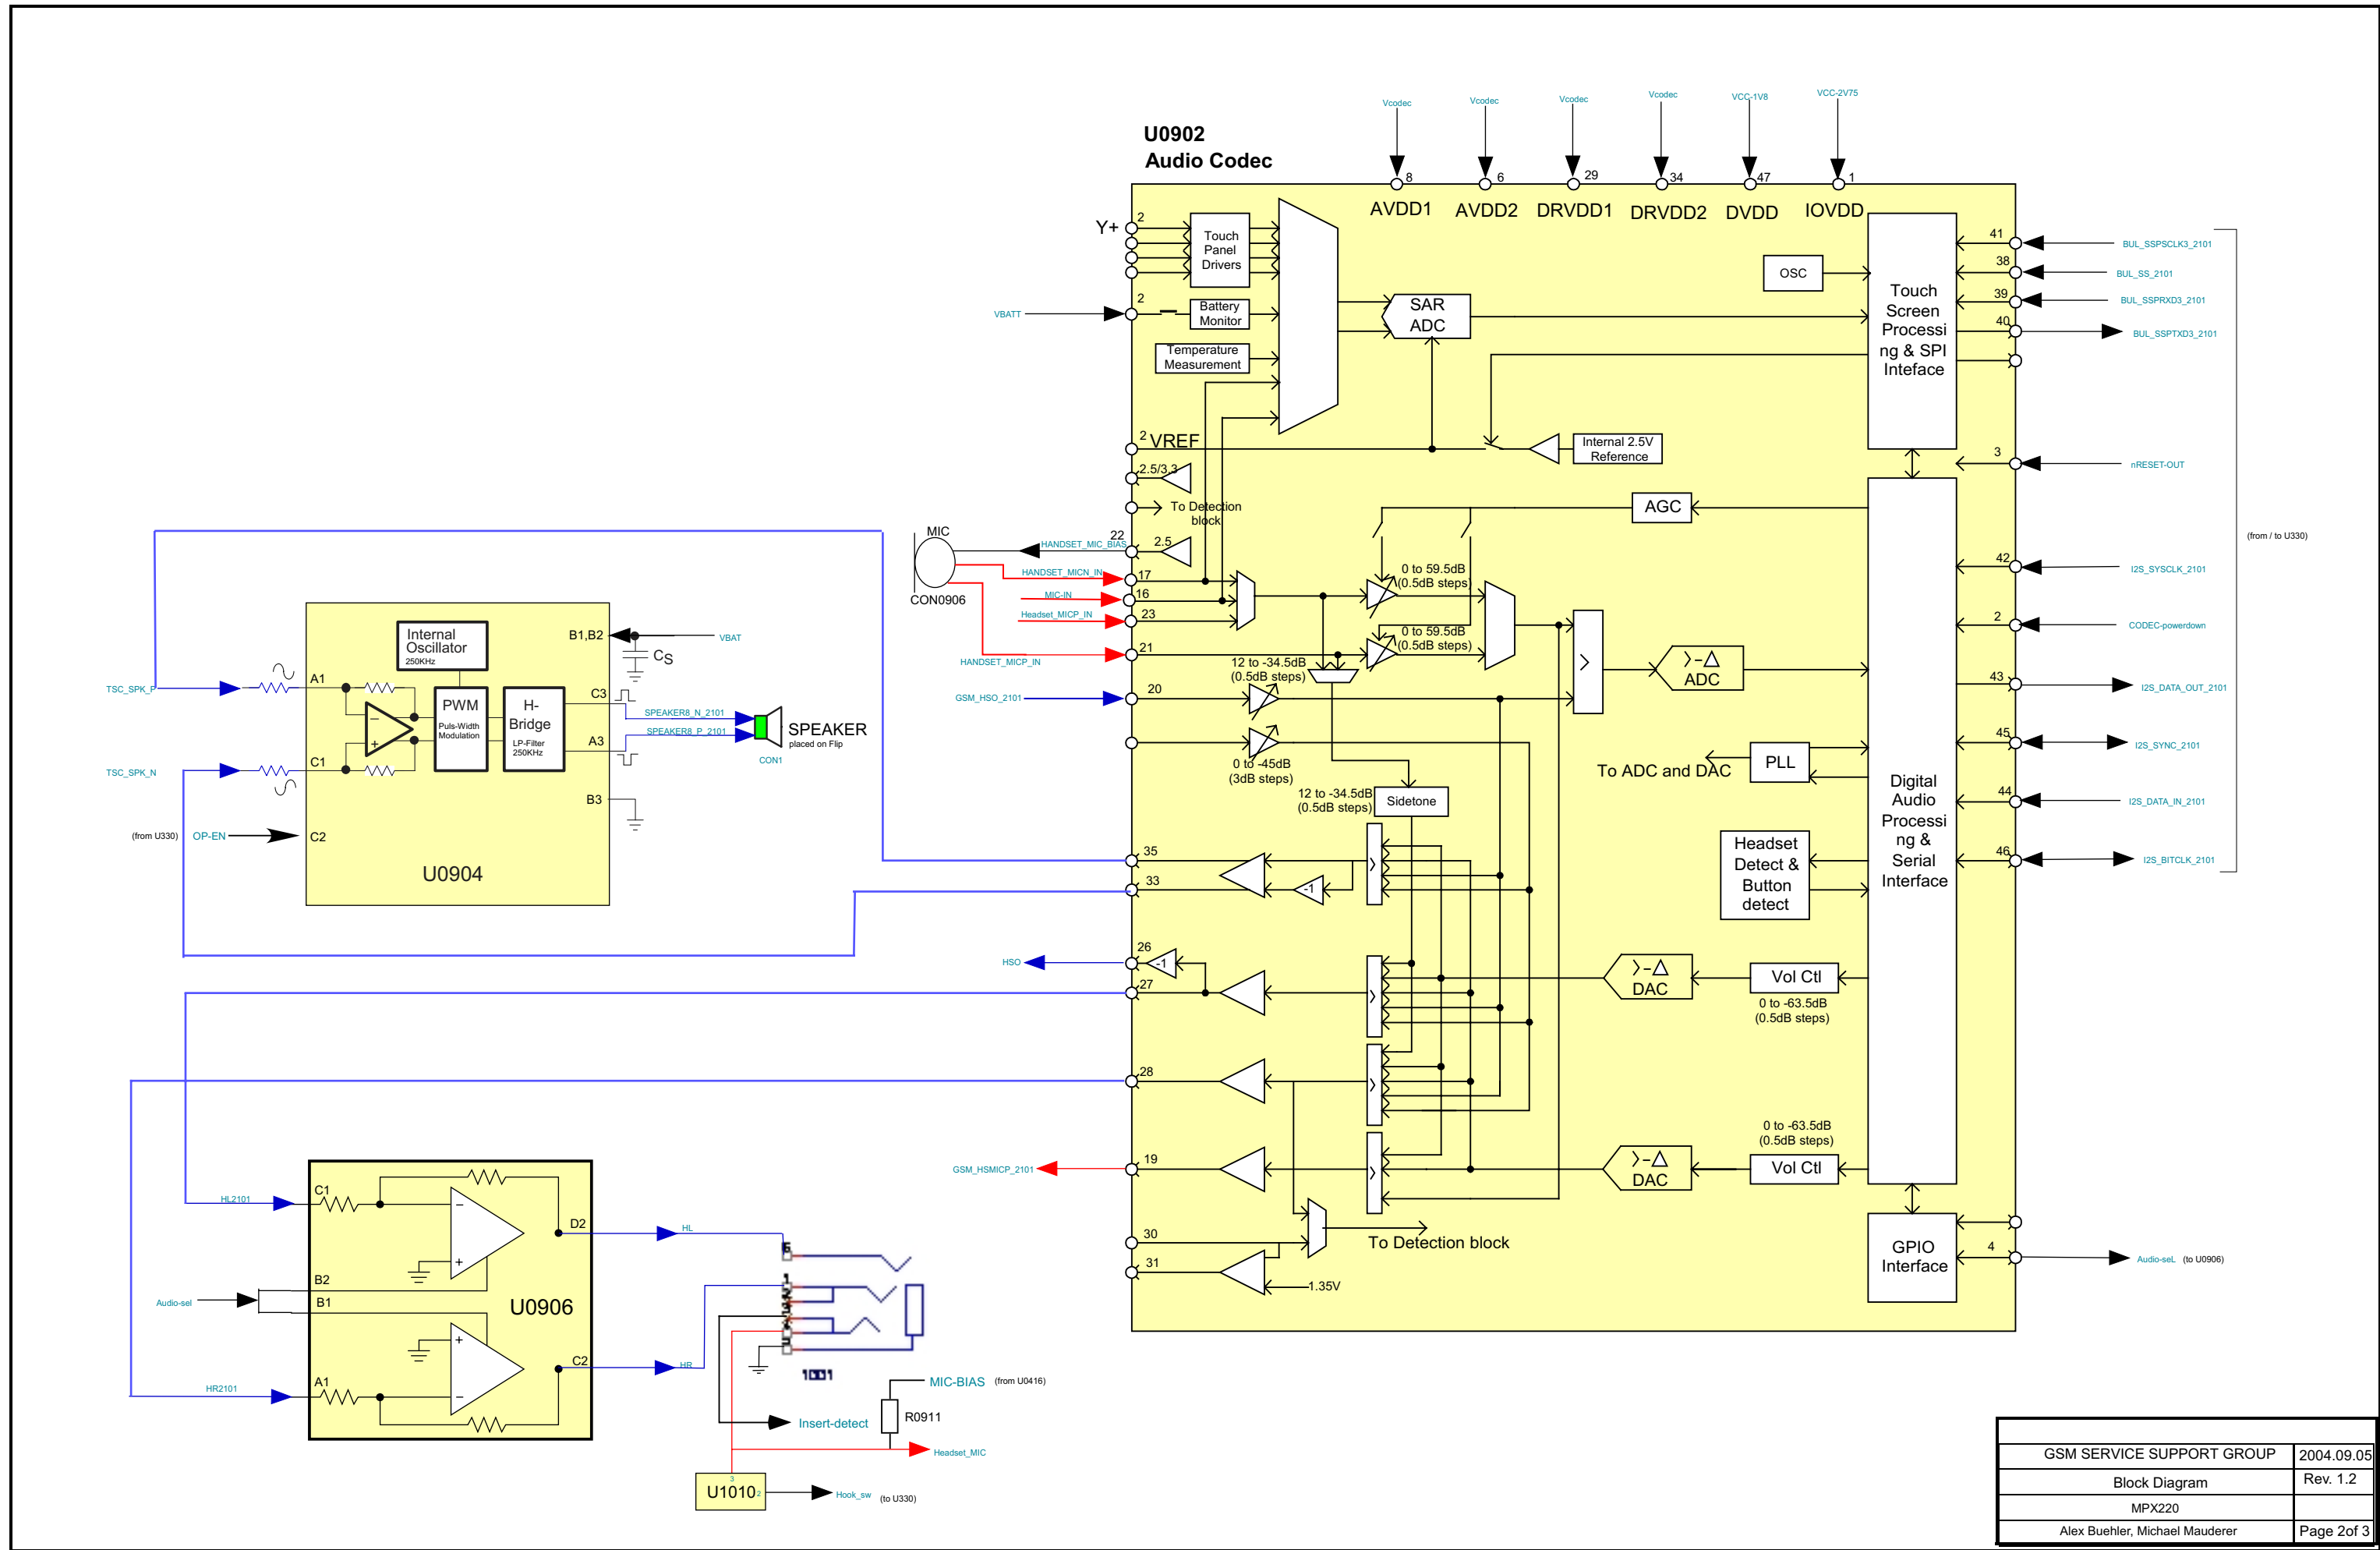 U0902
Audio Codec
Vcodec
Vcodec
Vcodec
Vcodec
VCC-1V8
VCC-2V75
8
6
29
34
47
1
AVDD1
AVDD2
DRVDD1
DRVDD2
DVDD
IOVDD
Y+
2
Touch
Panel
Drivers
VBATT
2
Battery
Monitor
Temperature
Measurement
SAR
ADC
OSC
Touch
Screen
Processi
ng & SPI
Inteface
41
BUL_SSPSCLK3_2101
38
BUL_SS_2101
39
BUL_SSPRXD3_2101
40
BUL_SSPTXD3_2101
2 VREF
Internal 2.5V
Reference
2.5/3.3
To Detection
block
3
nRESET-OUT
AGC
(from / to U330)
MIC
CON0906
22
HANDSET_MIC_BIAS
2.5
HANDSET_MICN_IN
17
MIC-IN
16
Headset_MICP_IN
23
HANDSET_MICP_IN
21
0 to 59.5dB
(0.5dB steps)
0 to 59.5dB
(0.5dB steps)
12 to -34.5dB
(0.5dB steps)
GSM_HSO_2101
20
0 to -45dB
(3dB steps)
12 to -34.5dB
(0.5dB steps)
Sidetone
ADC
42
I2S_SYSCLK_2101
2
CODEC-powerdown
43
I2S_DATA_OUT_2101
45
I2S_SYNC_2101
44
I2S_DATA_IN_2101
46
I2S_BITCLK_2101
To ADC and DAC
PLL
Digital
Audio
Processi
ng &
Serial
Interface
Headset
Detect &
Button
detect
Internal
Oscillator
250KHz
B1,B2
VBAT
CS
TSC_SPK_P
A1
C3
PWM
Puls-Width
Modulation
H-
Bridge
LP-Filter
250KHz
SPEAKER8_N_2101
SPEAKER8_P_2101
SPEAKER
placed on Flip
CON1
A3
TSC_SPK_N
C1
B3
(from U330)
OP-EN
C2
U0904
35
33
-1
HSO
26
-1
27
DAC
Vol Ctl
0 to -63.5dB
(0.5dB steps)
28
GSM_HSMICP_2101
19
DAC
0 to -63.5dB
(0.5dB steps)
Vol Ctl
30
31
To Detection block
1.35V
GPIO
Interface
4
Audio-seL (to U0906)
HL2101
C1
D2
HL
B2
B1
Audio-sel
U0906
HR2101
A1
C2
HR
6
1
1001
MIC-BIAS (from U0416)
R0911
Insert-detect
Headset_MIC
3
U1010
2
Hook_sw (to U330)
GSM SERVICE SUPPORT GROUP
2004.09.05
Block Diagram
Rev. 1.2
MPX220
Alex Buehler, Michael Mauderer
Page 2of 3